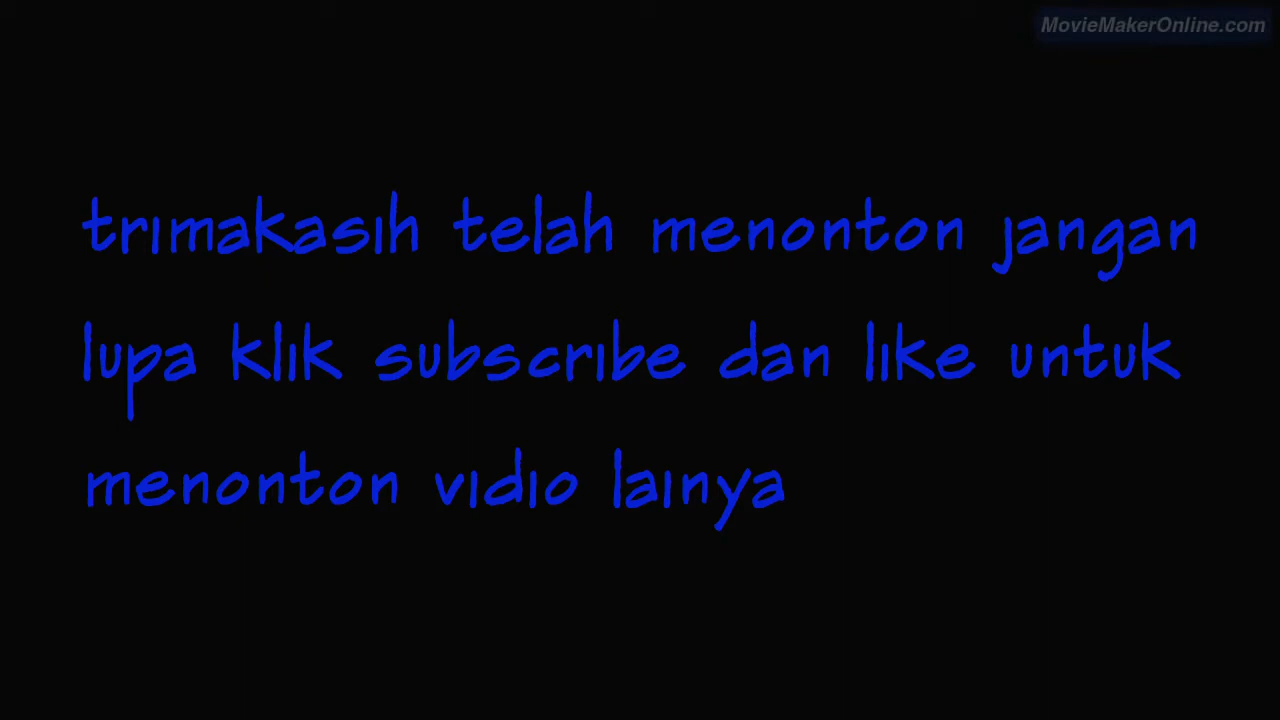 MovieMakerOnline.com
trimakasih telah menonton jangan
lupa klik subscribe dan like untuk
menonton vidio lainya